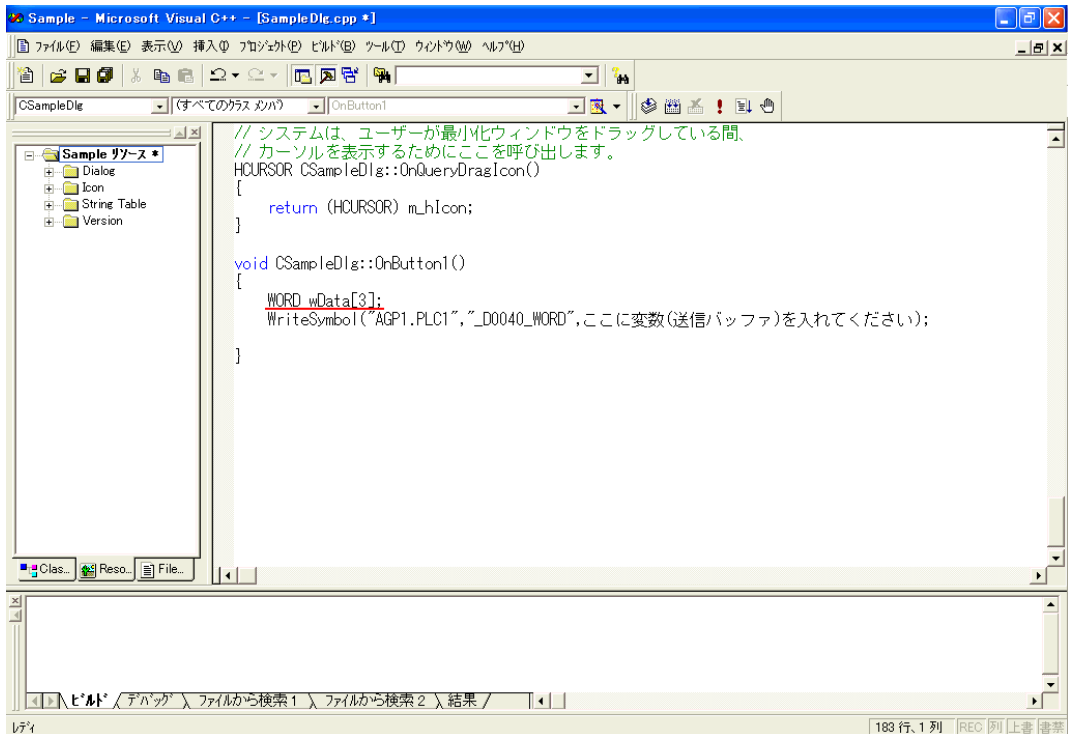 Sample - Microsoft Visual C++ - [SampleDlg.cpp *]
ファイル(F) 編集(E) 表示(V) 挿入(I) プロジェクト(P) ビルド(B) ツール(T) ウィンドウ(W) ヘルプ(H)
CSampleDlg (すべてのクラス メンバ) OnButton1
Sample リソース *
Dialog
Icon
String Table
Version
Clas... Reso... File...
// システムは、ユーザーが最小化ウィンドウをドラッグしている間、
// カーソルを表示するためにここを呼び出します。
HCURSOR CSampleDlg::OnQueryDragIcon()
{
return (HCURSOR) m_hIcon;
}
void CSampleDlg::OnButton1()
{
WORD wData[3];
WriteSymbol("AGP1.PLC1","_D0040_WORD",ここに変数(送信バッファ)を入れてください);
}
ビルド デバッグ ファイルから検索1 ファイルから検索2 結果
レディ
183 行、1 列 REC 列 上書 書禁